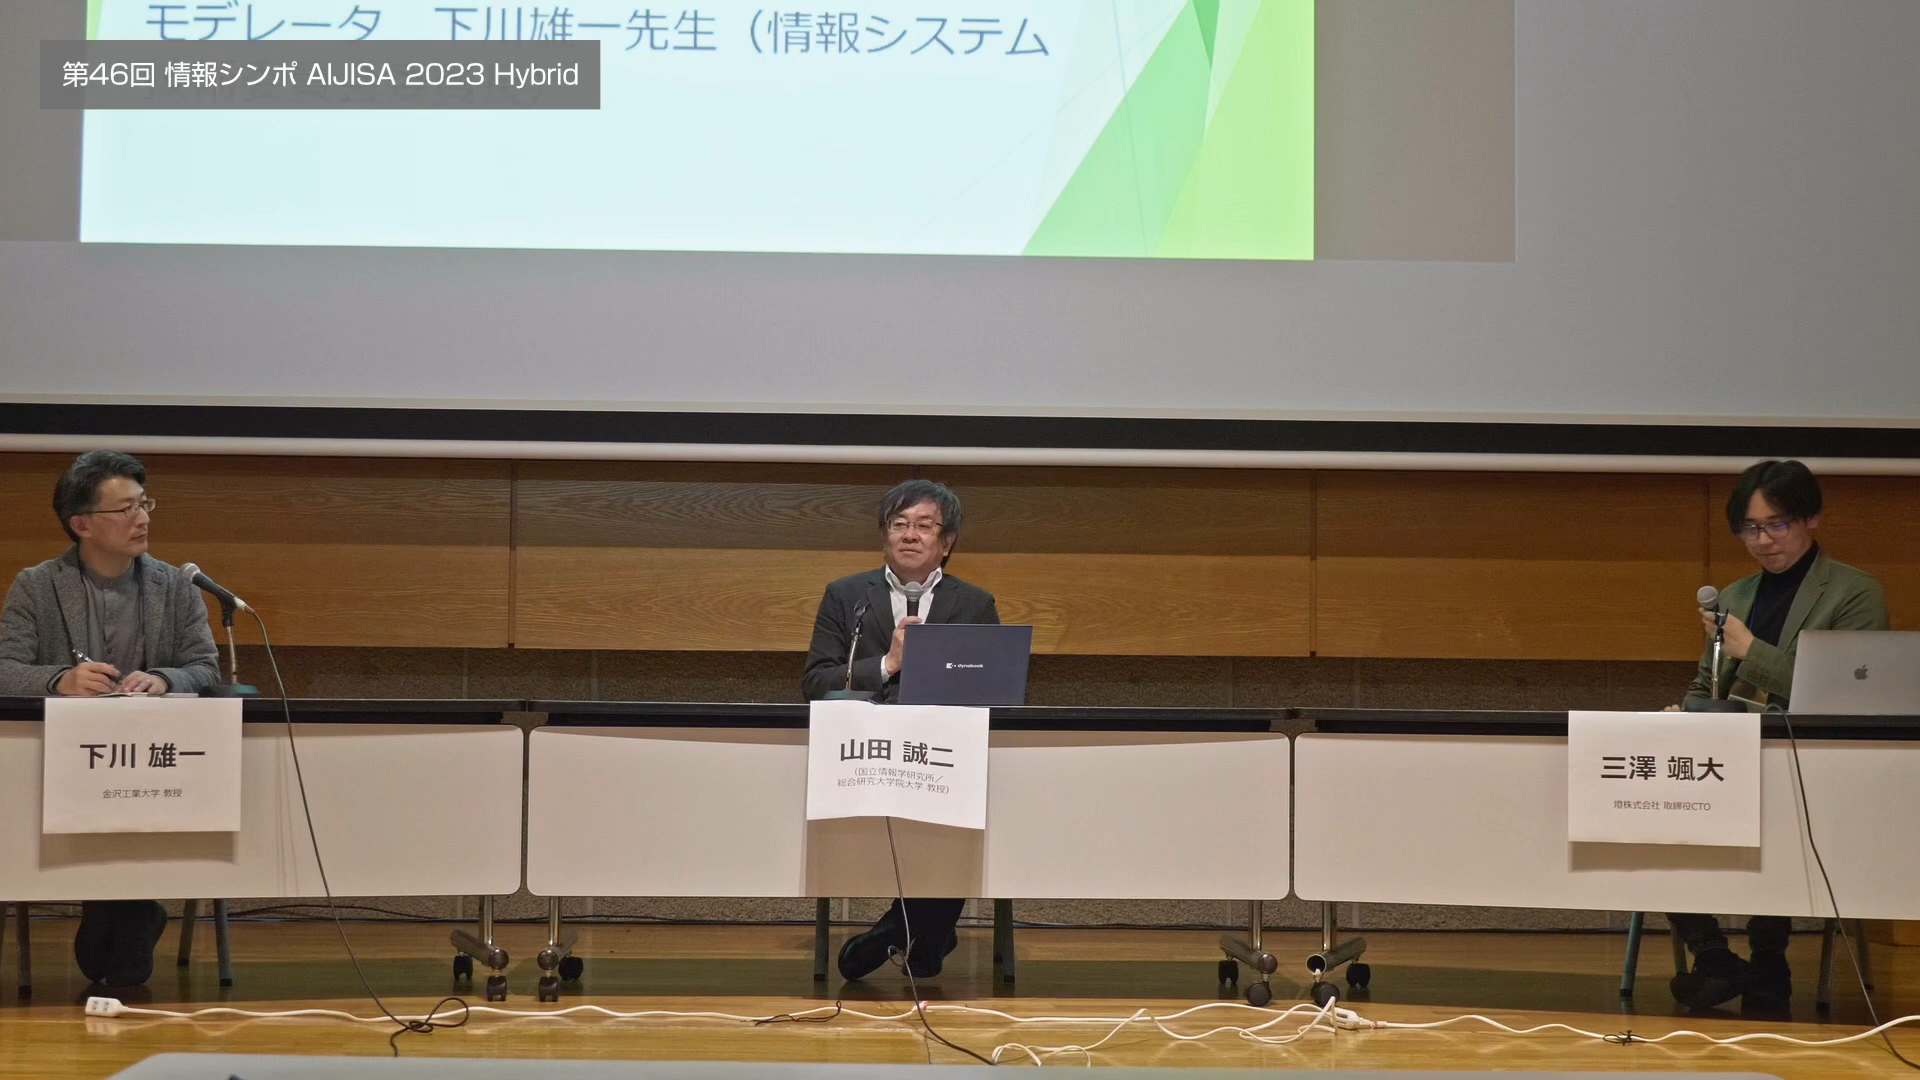 モデレータ　下川雄一先生（情報システム
第46回 情報シンポ AIJISA 2023 Hybrid
dynabook
下川 雄一
金沢工業大学 教授
山田 誠二
(国立情報学研究所／
総合研究大学院大学 教授)
三澤 颯大
燈株式会社 取締役CTO